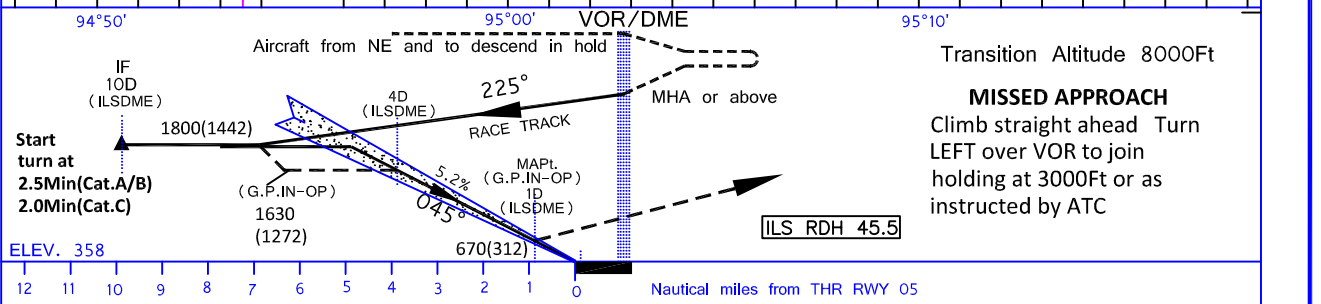 94°50' 95°00' 95°10'
VOR/DME
Aircraft from NE and to descend in hold
Transition Altitude 8000Ft
IF
10D
(ILSDME)
4D
(ILSDME)
225°
RACE TRACK
MHA or above
MISSED APPROACH
Climb straight ahead Turn
LEFT over VOR to join
holding at 3000Ft or as
instructed by ATC
1800(1442)
Start
turn at
2.5Min(Cat.A/B)
2.0Min(Cat.C)
(G.P.IN-OP)
1630
(1272)
5.2%
045°
MAPt.
(G.P.IN-OP)
1D
(ILSDME)
670(312)
ILS RDH 45.5
ELEV. 358
12 11 10 9 8 7 6 5 4 3 2 1 0
Nautical miles from THR RWY 05